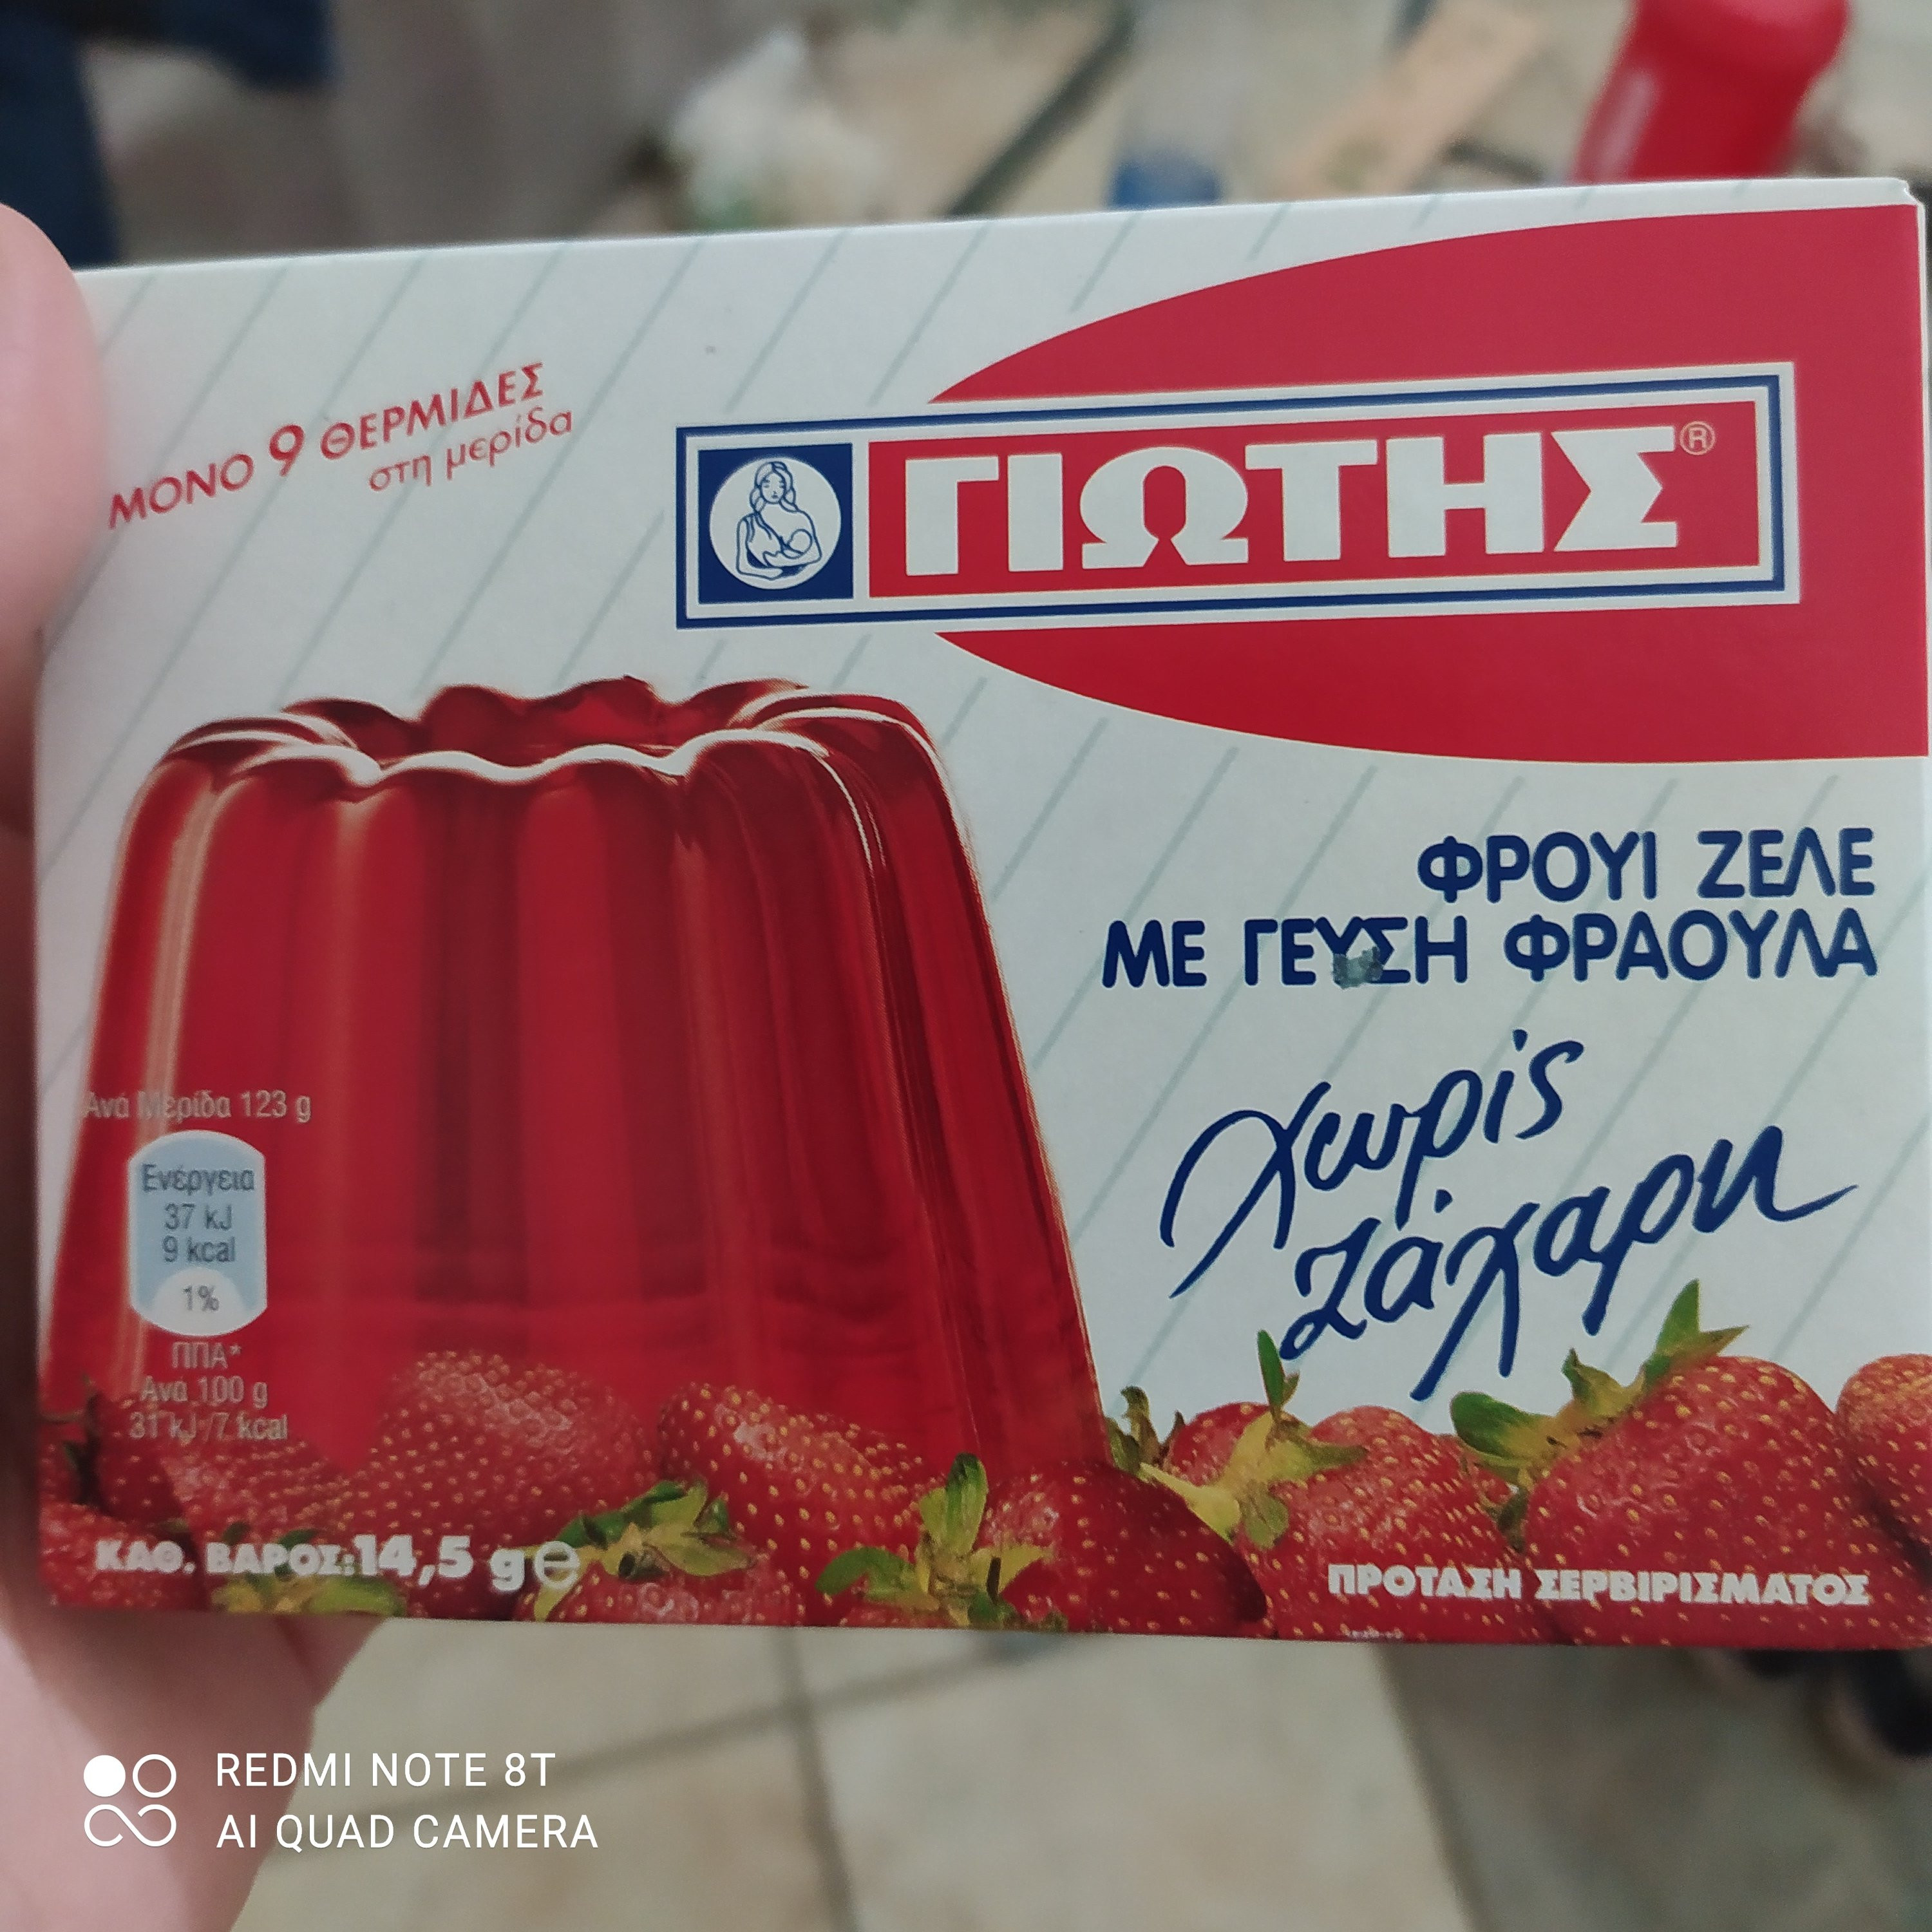 ΜΟΝΟ 9 ΘΕΡΜΙΔΕΣ
στη μερίδα
ΓΙΩΤΗΣ®
ΦΡΟΥΙ ΖΕΛΕ
ΜΕ ΓΕΥΣΗ ΦΡΑΟΥΛΑ
Χωρίς
ζάχαρη
Ανά Μερίδα 123 g
Ενέργεια
37 kJ
9 kcal
1%
ΠΠΑ*
Ανά 100 g
31 kJ/7 kcal
ΚΑΘ. ΒΑΡΟΣ:14,5 g e
ΠΡΟΤΑΣΗ ΣΕΡΒΙΡΙΣΜΑΤΟΣ
REDMI NOTE 8T
AI QUAD CAMERA